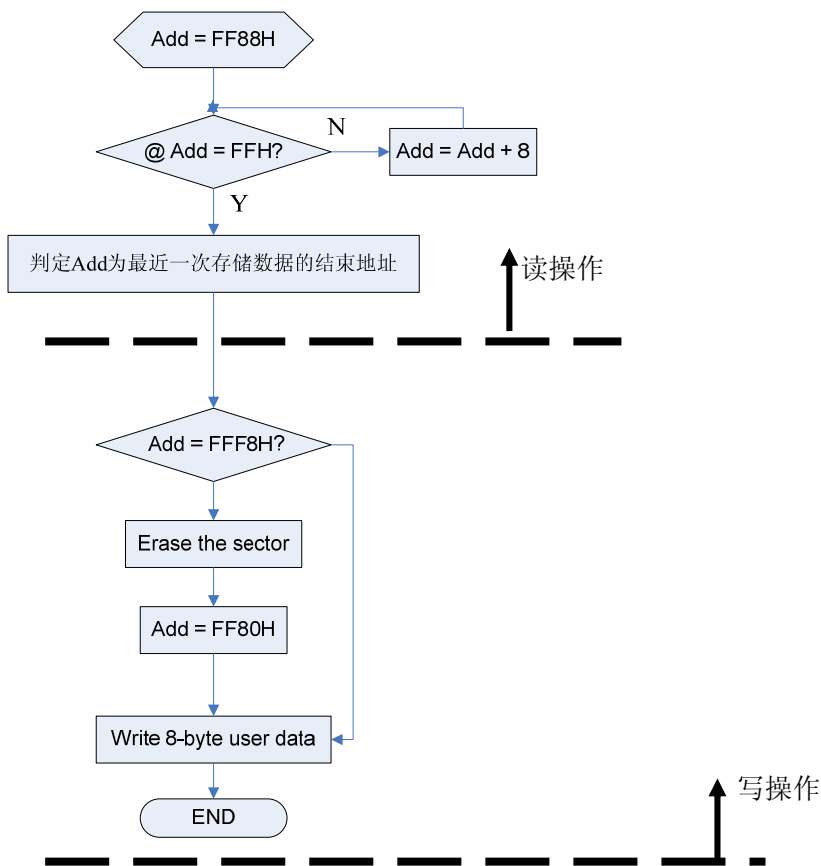 Add = FF88H
@ Add = FFH?
N
Add = Add + 8
Y
判定Add为最近一次存储数据的结束地址
读操作
Add = FFF8H?
Erase the sector
Add = FF80H
Write 8-byte user data
END
写操作